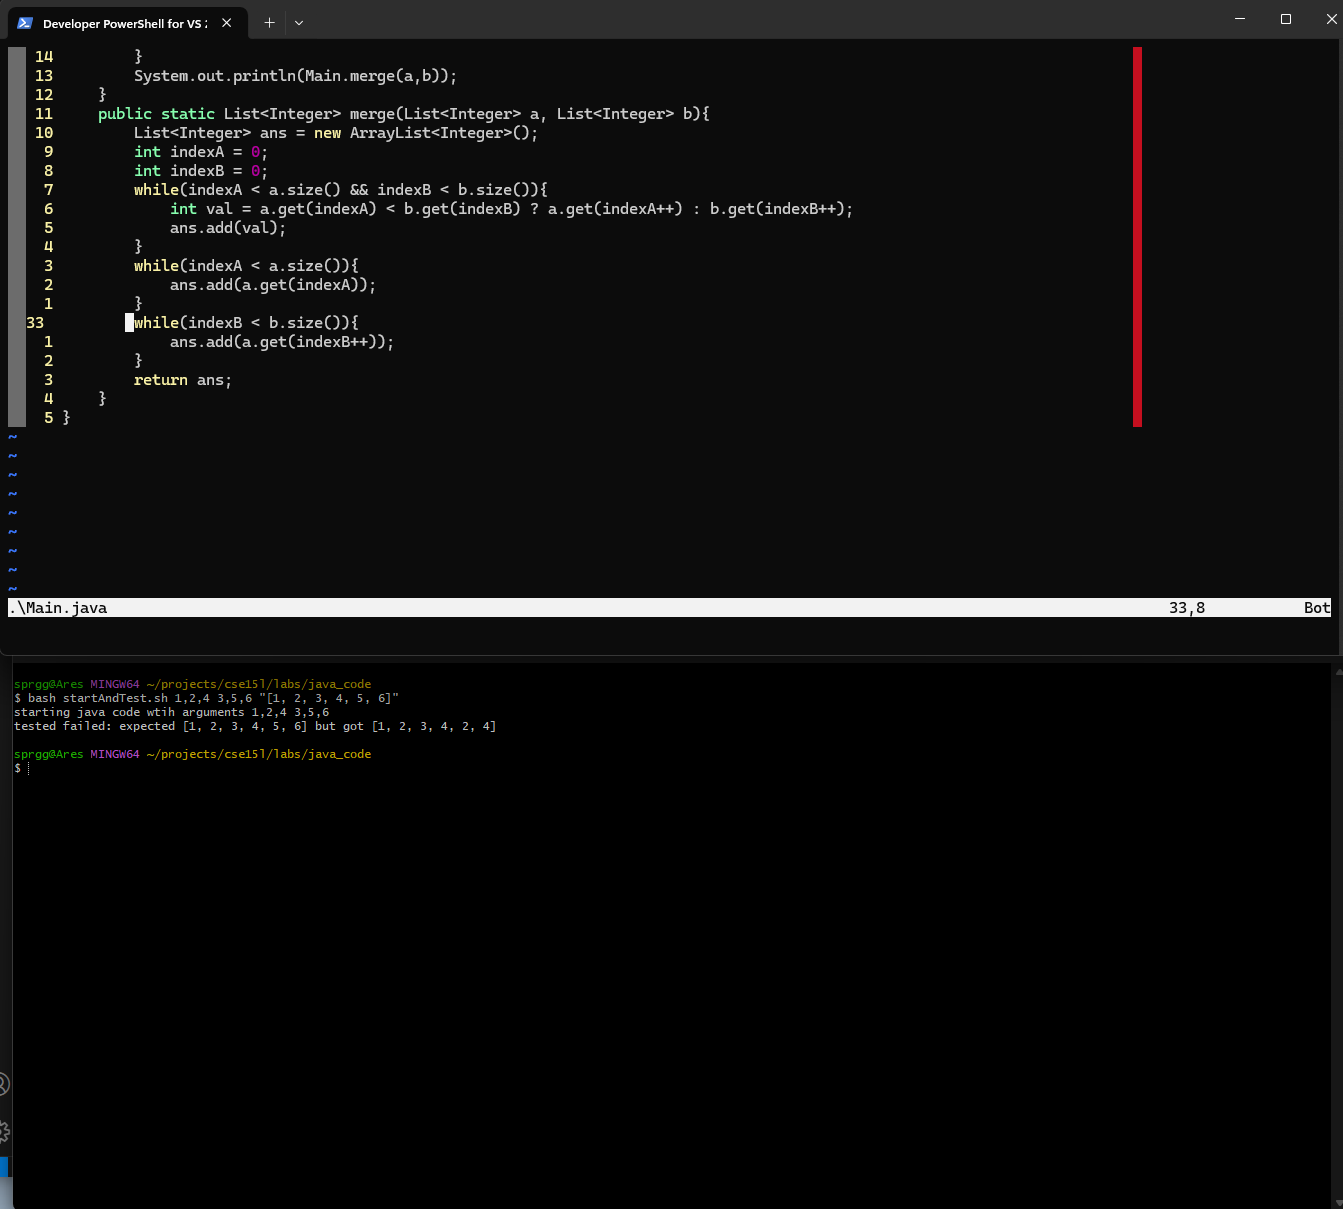 Developer PowerShell for VS 2
14         }
13         System.out.println(Main.merge(a,b));
12     }
11     public static List<Integer> merge(List<Integer> a, List<Integer> b){
10         List<Integer> ans = new ArrayList<Integer>();
9         int indexA = 0;
8         int indexB = 0;
7         while(indexA < a.size() && indexB < b.size()){
6             int val = a.get(indexA) < b.get(indexB) ? a.get(indexA++) : b.get(indexB++);
5             ans.add(val);
4         }
3         while(indexA < a.size()){
2             ans.add(a.get(indexA));
1         }
33         while(indexB < b.size()){
1             ans.add(a.get(indexB++));
2         }
3         return ans;
4     }
5 }
~
~
~
~
~
~
~
~
~
.\Main.java 33,8 Bot
sprgg@Ares MINGW64 ~/projects/cse15l/labs/java_code
$ bash startAndTest.sh 1,2,4 3,5,6 "[1, 2, 3, 4, 5, 6]"
starting java code wtih arguments 1,2,4 3,5,6
tested failed: expected [1, 2, 3, 4, 5, 6] but got [1, 2, 3, 4, 2, 4]
sprgg@Ares MINGW64 ~/projects/cse15l/labs/java_code
$